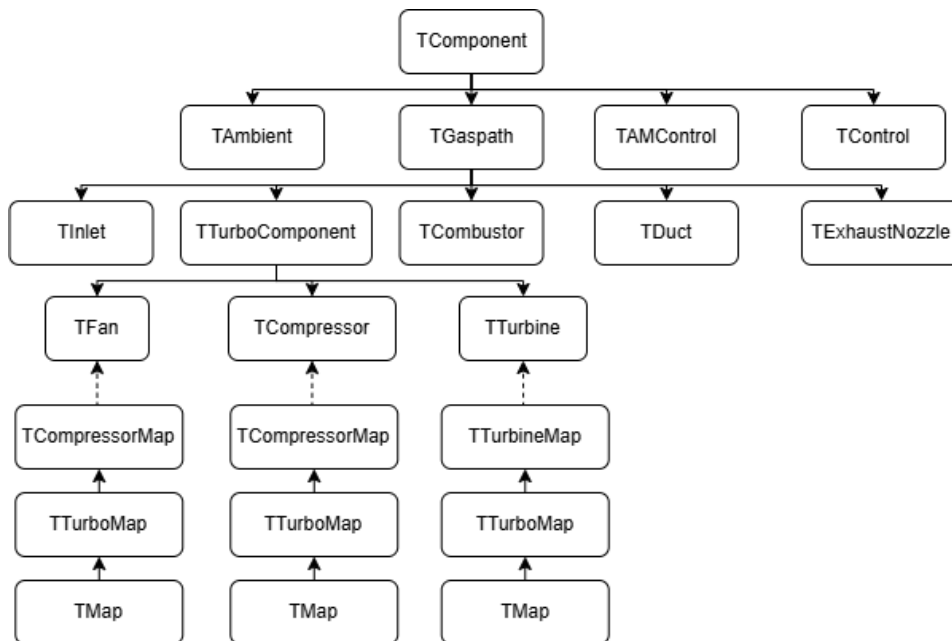 TComponent
TAmbient
TGaspath
TAMControl
TControl
TInlet
TTurboComponent
TCombustor
TDuct
TExhaustNozzle
TFan
TCompressor
TTurbine
TCompressorMap
TCompressorMap
TTurbineMap
TTurboMap
TTurboMap
TTurboMap
TMap
TMap
TMap